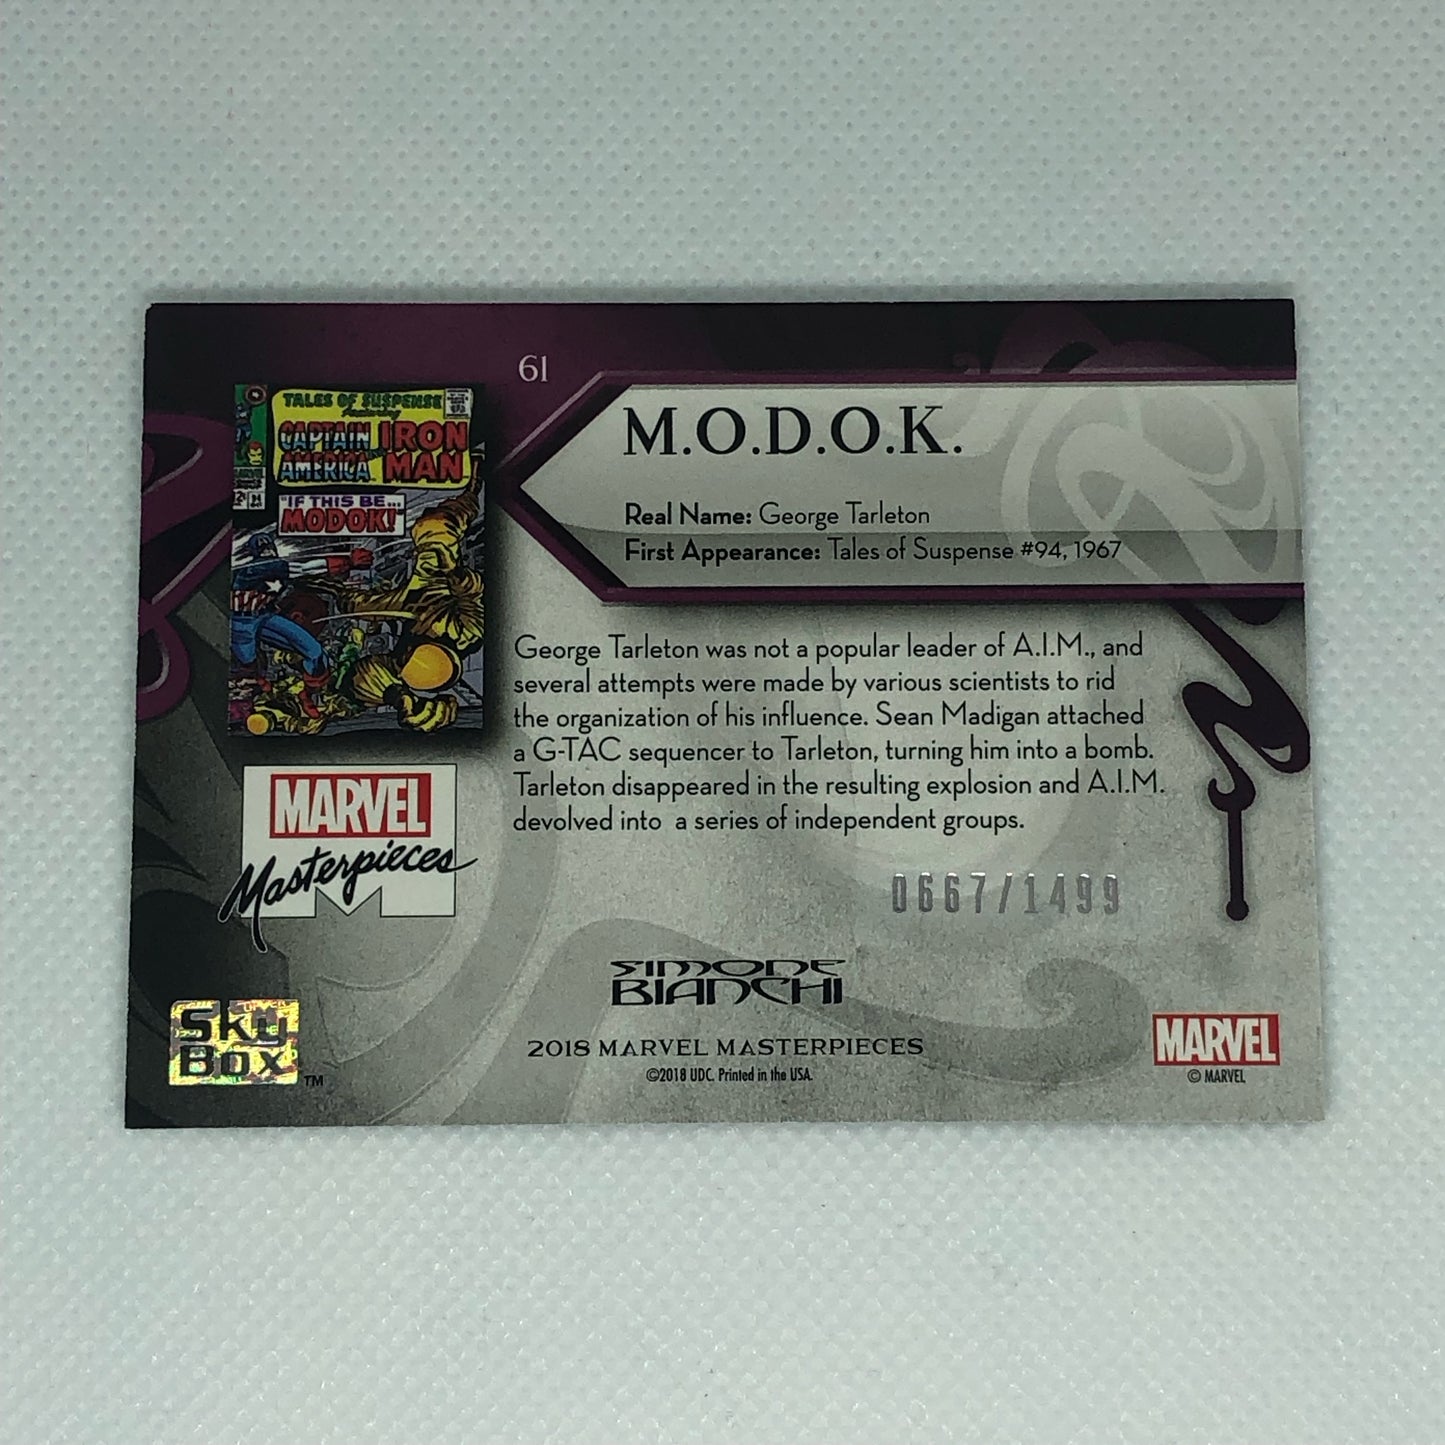 61
TALES OF SUSPENSE
Featuring
CAPTAIN AMERICA
IRON MAN
"IF THIS BE...
MODOK!"
M.O.D.O.K.
Real Name: George Tarleton
First Appearance: Tales of Suspense #94, 1967
George Tarleton was not a popular leader of A.I.M., and
several attempts were made by various scientists to rid
the organization of his influence. Sean Madigan attached
a G-TAC sequencer to Tarleton, turning him into a bomb.
Tarleton disappeared in the resulting explosion and A.I.M.
devolved into a series of independent groups.
0667/1499
MARVEL
Masterpieces
SIMONE
BIANCHI
2018 MARVEL MASTERPIECES
©2018 UDC. Printed in the USA.
Sky
Box
TM
MARVEL
© MARVEL